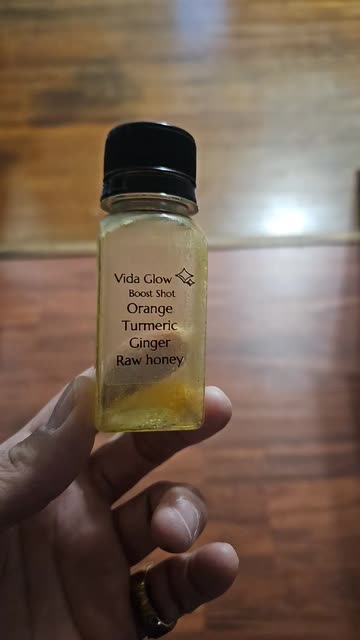 Vida Glow
Boost Shot
Orange
Turmeric
Ginger
Raw honey